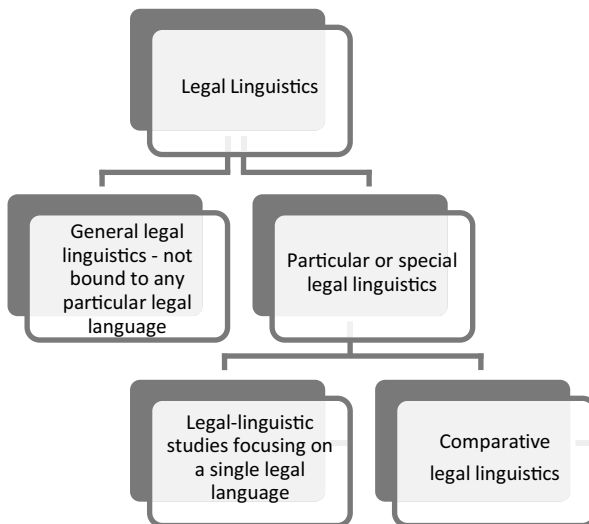 Legal Linguistics
General legal
linguistics - not
bound to any
particular legal
language
Particular or special
legal linguistics
Legal-linguistic
studies focusing on
a single legal
language
Comparative
legal linguistics